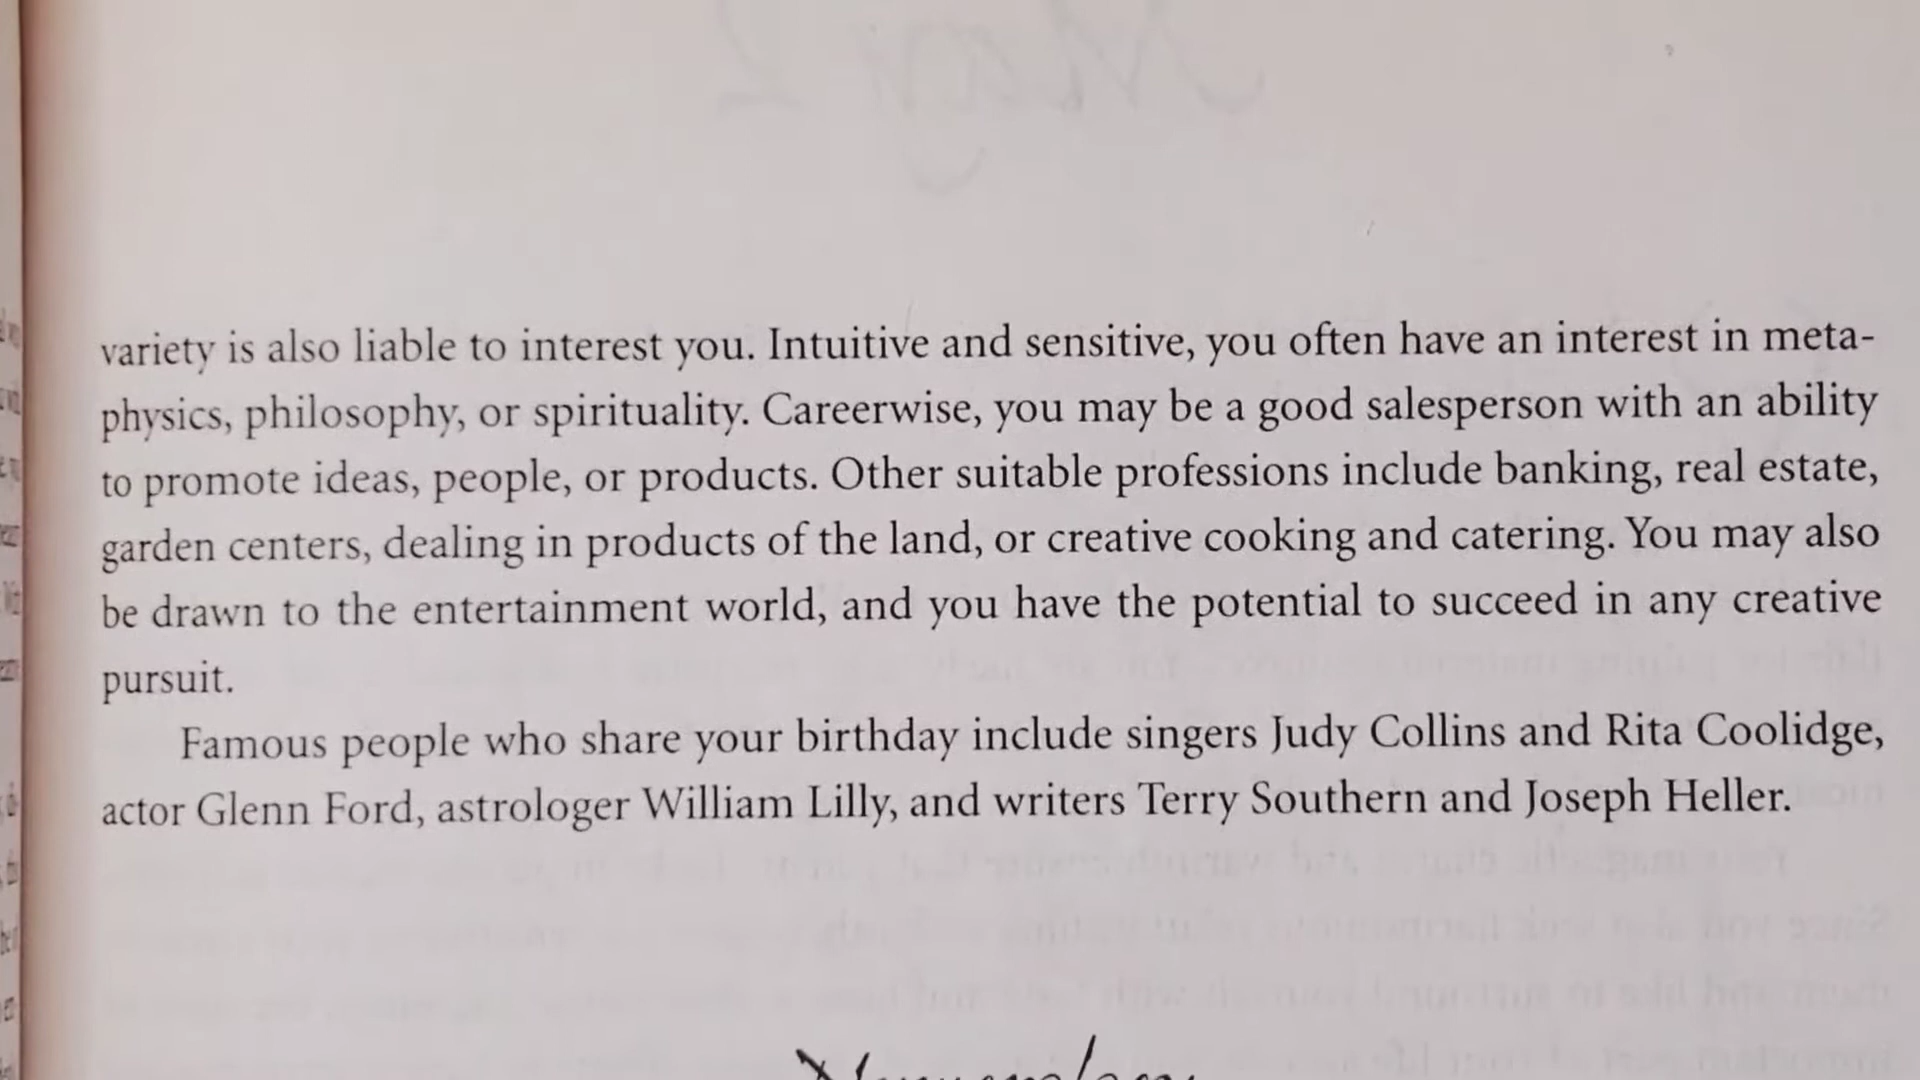 variety is also liable to interest you. Intuitive and sensitive, you often have an interest in meta-
physics, philosophy, or spirituality. Careerwise, you may be a good salesperson with an ability
to promote ideas, people, or products. Other suitable professions include banking, real estate,
garden centers, dealing in products of the land, or creative cooking and catering. You may also
be drawn to the entertainment world, and you have the potential to succeed in any creative
pursuit.
Famous people who share your birthday include singers Judy Collins and Rita Coolidge,
actor Glenn Ford, astrologer William Lilly, and writers Terry Southern and Joseph Heller.